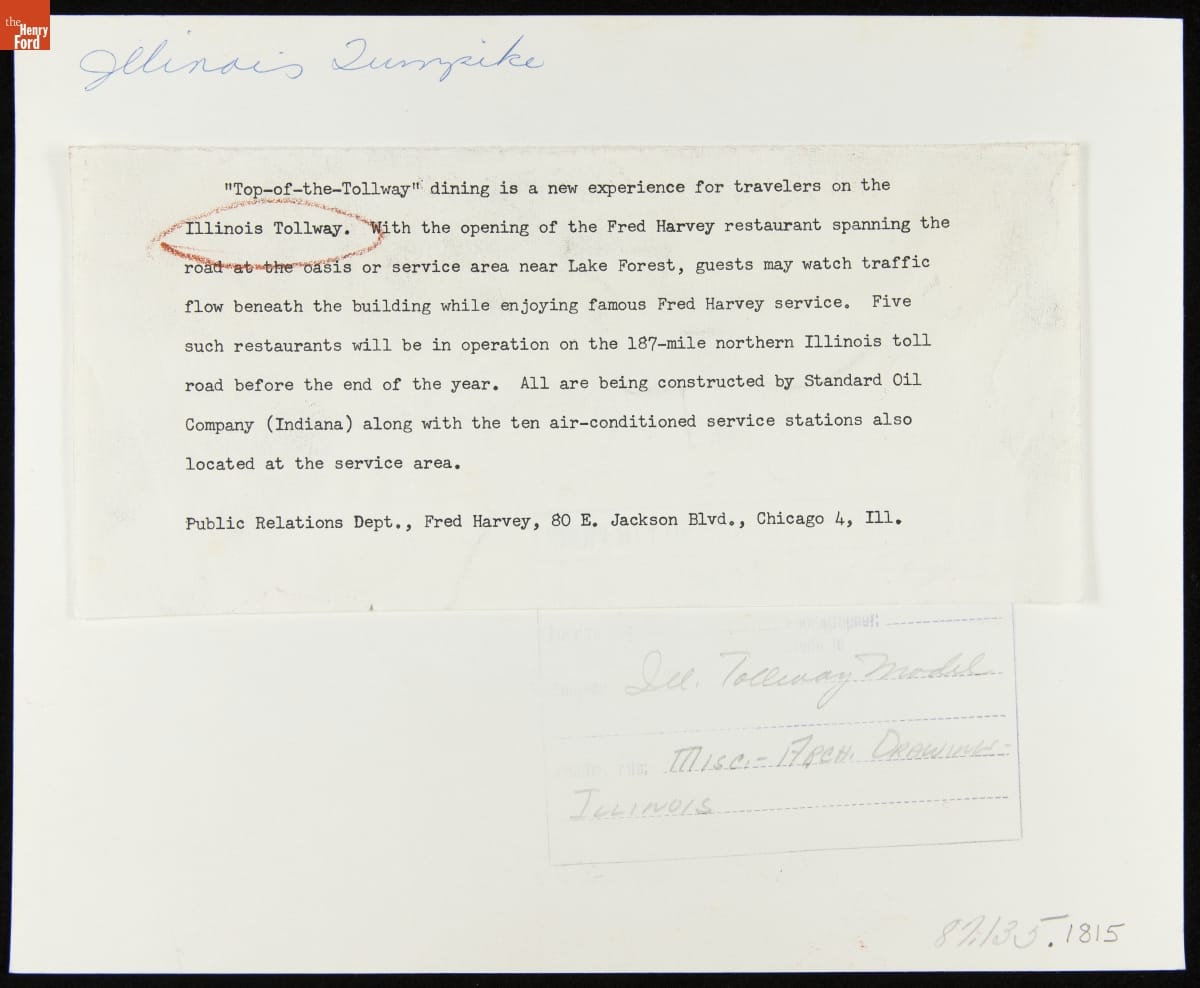 the
Henry
Ford
Illinois Turnpike
"Top-of-the-Tollway" dining is a new experience for travelers on the
Illinois Tollway. With the opening of the Fred Harvey restaurant spanning the
road at the oasis or service area near Lake Forest, guests may watch traffic
flow beneath the building while enjoying famous Fred Harvey service. Five
such restaurants will be in operation on the 187-mile northern Illinois toll
road before the end of the year. All are being constructed by Standard Oil
Company (Indiana) along with the ten air-conditioned service stations also
located at the service area.
Public Relations Dept., Fred Harvey, 80 E. Jackson Blvd., Chicago 4, Ill.
Ill. Tollway Model
Misc.- Arch. Drawing-
Illinois
87.135.1815